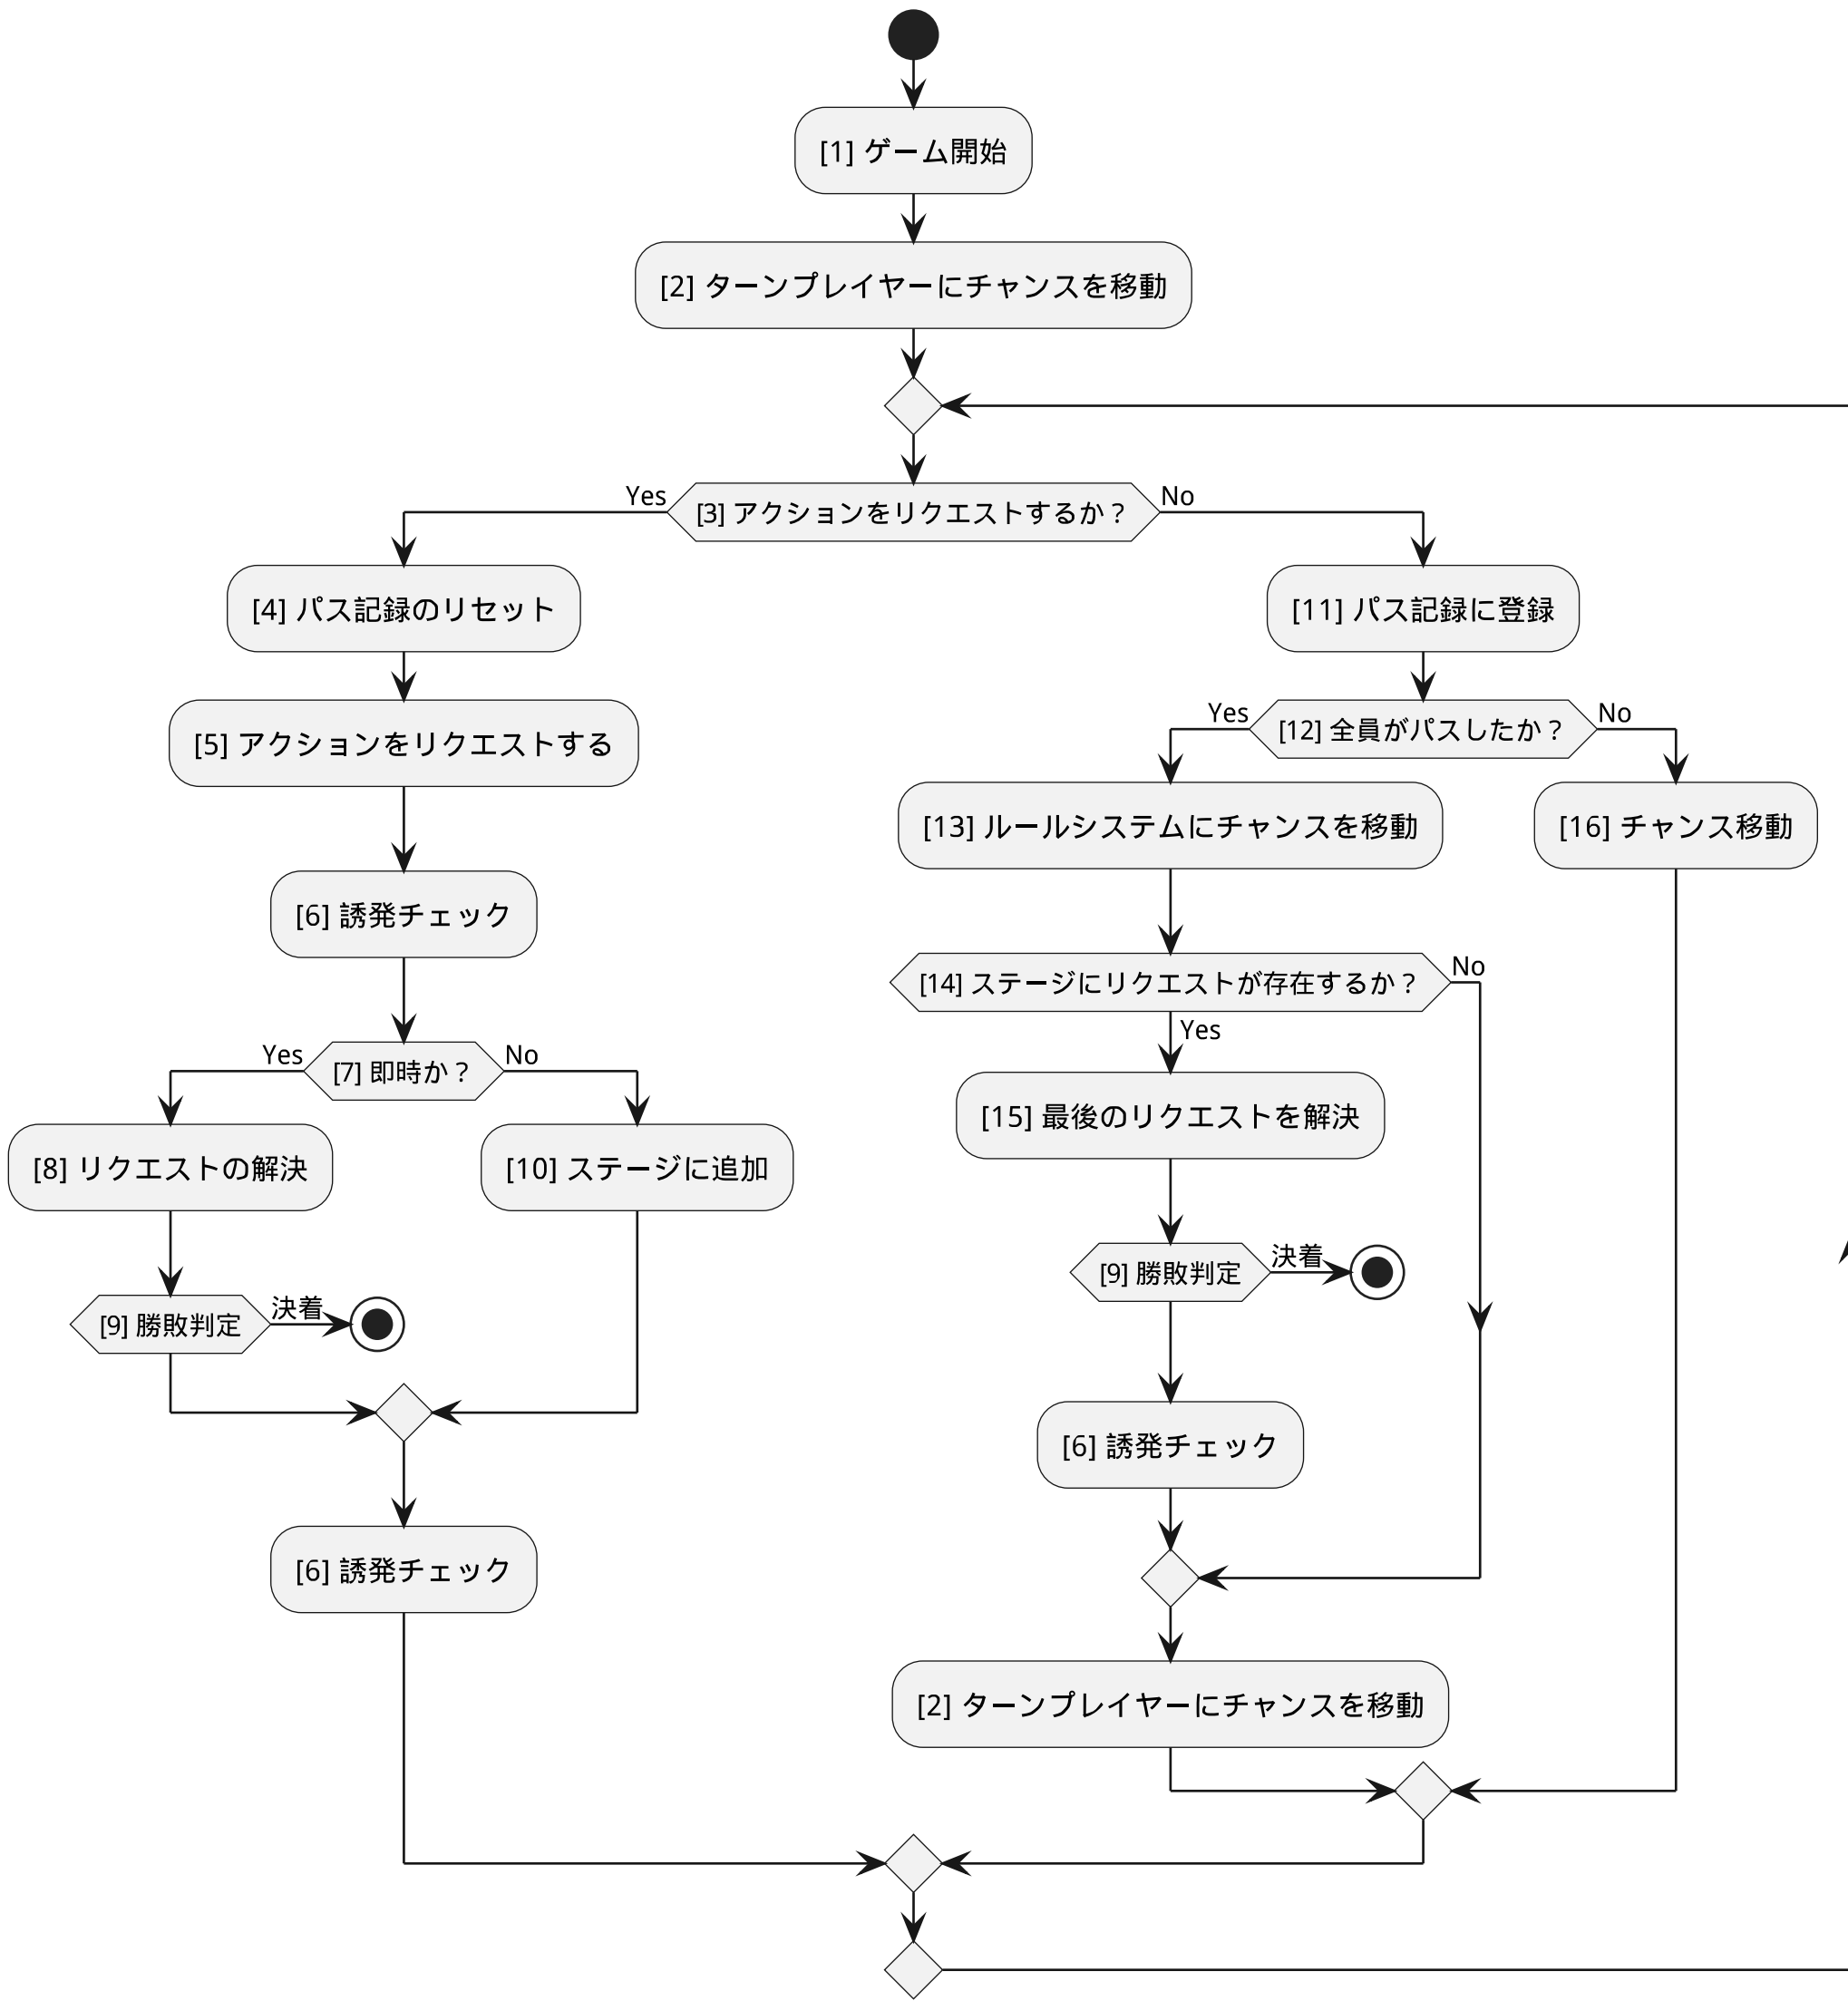 [1] ゲーム開始
[2] ターンプレイヤーにチャンスを移動
Yes
[3] アクションをリクエストするか？
No
[4] パス記録のリセット
[5] アクションをリクエストする
[6] 誘発チェック
Yes
[7] 即時か？
No
[8] リクエストの解決
[10] ステージに追加
[9] 勝敗判定
決着
[6] 誘発チェック
[11] パス記録に登録
Yes
[12] 全員がパスしたか？
No
[13] ルールシステムにチャンスを移動
[16] チャンス移動
[14] ステージにリクエストが存在するか？
No
Yes
[15] 最後のリクエストを解決
[9] 勝敗判定
決着
[6] 誘発チェック
[2] ターンプレイヤーにチャンスを移動